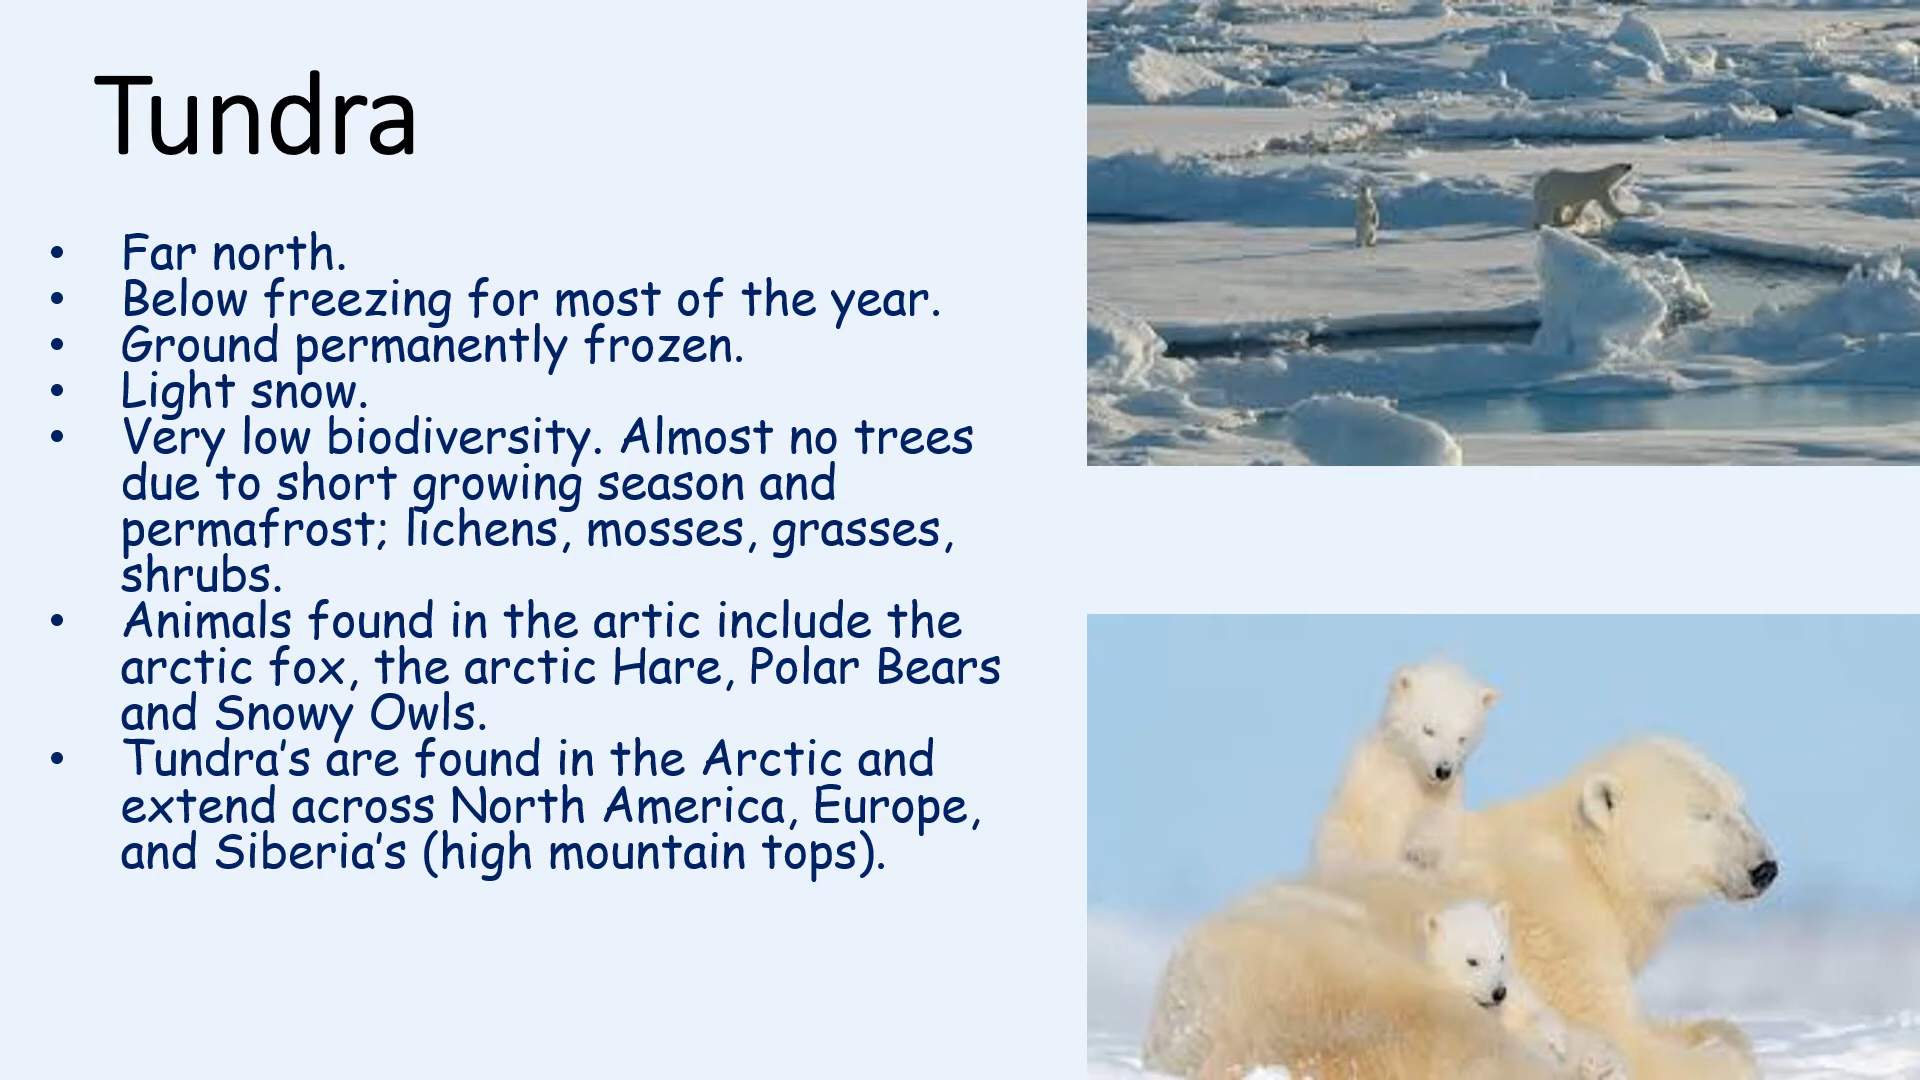 Tundra
• Far north.
• Below freezing for most of the year.
• Ground permanently frozen.
• Light snow.
• Very low biodiversity. Almost no trees
due to short growing season and
permafrost; lichens, mosses, grasses,
shrubs.
• Animals found in the artic include the
arctic fox, the arctic Hare, Polar Bears
and Snowy Owls.
• Tundra’s are found in the Arctic and
extend across North America, Europe,
and Siberia’s (high mountain tops).